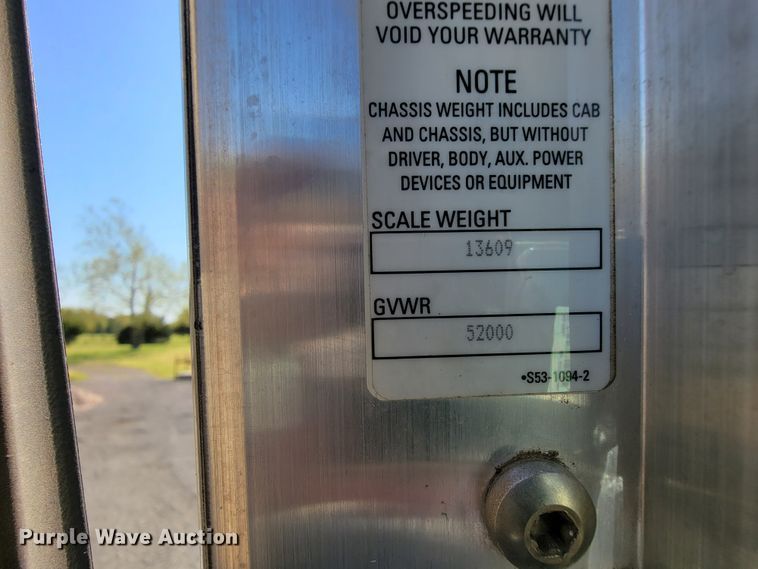 OVERSPEEDING WILL
VOID YOUR WARRANTY
NOTE
CHASSIS WEIGHT INCLUDES CAB
AND CHASSIS, BUT WITHOUT
DRIVER, BODY, AUX. POWER
DEVICES OR EQUIPMENT
SCALE WEIGHT
13609
GVWR
52000
•S53-1094-2
Purple Wave Auction